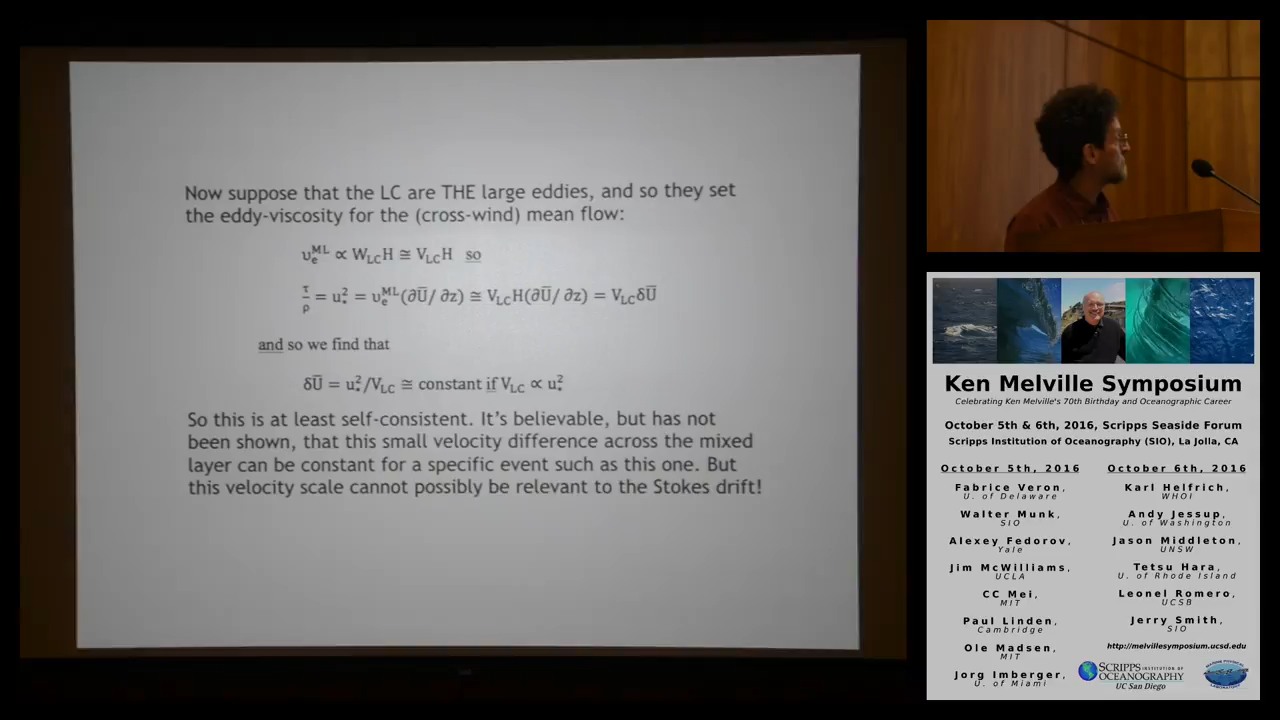 Now suppose that the LC are THE large eddies, and so they set
the eddy-viscosity for the (cross-wind) mean flow:
υₑᴹᴸ ∝ W_LC H ≅ V_LC H so
τ/ρ = u*² = υₑᴹᴸ(∂Ū/ ∂z) ≅ V_LC H(∂Ū/ ∂z) = V_LC δŪ
and so we find that
δŪ = u*²/V_LC ≅ constant if V_LC ∝ u*²
So this is at least self-consistent. It's believable, but has not
been shown, that this small velocity difference across the mixed
layer can be constant for a specific event such as this one. But
this velocity scale cannot possibly be relevant to the Stokes drift!
Ken Melville Symposium
Celebrating Ken Melville's 70th Birthday and Oceanographic Career
October 5th & 6th, 2016, Scripps Seaside Forum
Scripps Institution of Oceanography (SIO), La Jolla, CA
October 5th, 2016
Fabrice Veron,
U. of Delaware
Walter Munk,
SIO
Alexey Fedorov,
Yale
Jim McWilliams,
UCLA
CC Mei,
MIT
Paul Linden,
Cambridge
Ole Madsen,
MIT
Jorg Imberger,
U. of Miami
October 6th, 2016
Karl Helfrich,
WHOI
Andy Jessup,
U. of Washington
Jason Middleton,
UNSW
Tetsu Hara,
U. of Rhode Island
Leonel Romero,
UCSB
Jerry Smith,
SIO
http://melvillesymposium.ucsd.edu
SCRIPPS INSTITUTION OF
OCEANOGRAPHY
UC San Diego